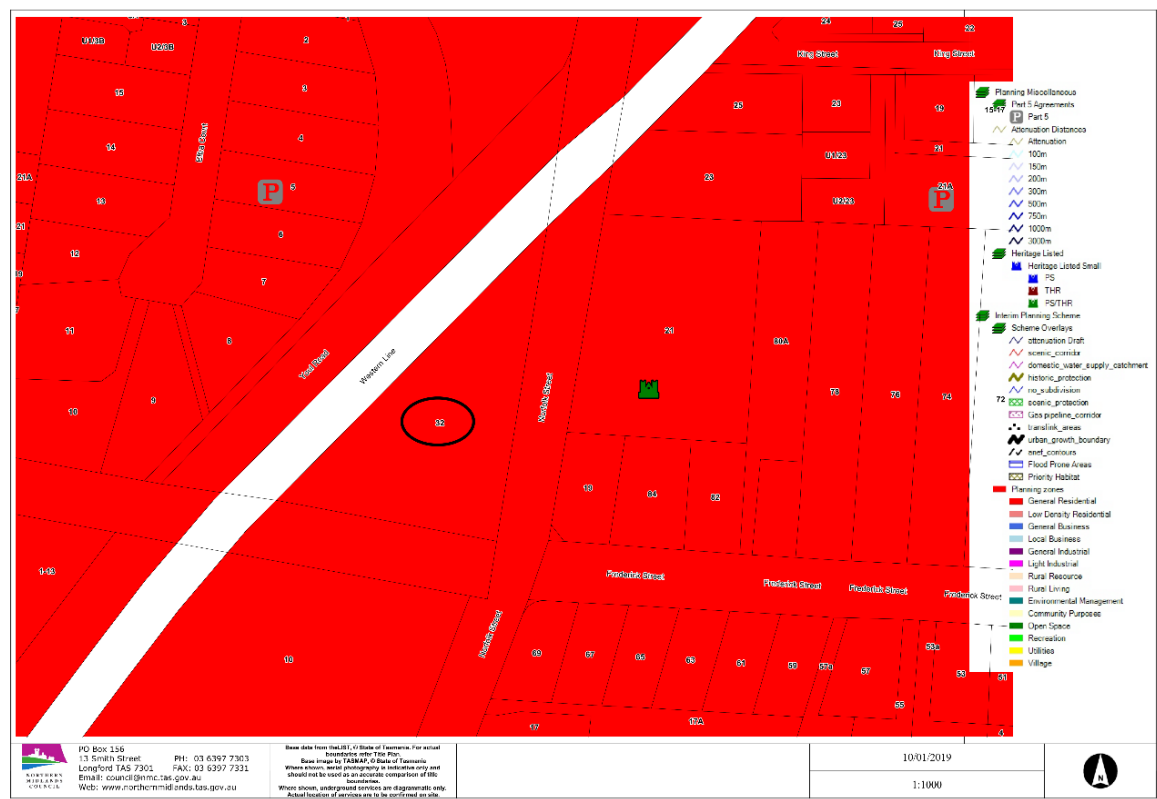 24
25
22
3
U1/3B
U2/3B
2
King Street
King Street
3
15
25
23
19
15-17
4
14
21
U1/23
21A
23
5
P
21A
P
13
U2/23
21
6
12
7
11
8
21
80A
Youl Road
Western Line
78
76
74
72
Norfolk Street
10
9
32
19
84
82
1-13
Frederick Street
Frederick Street
Frederick Street
Frederick Street
Norfolk Street
18
69
67
65
63
61
59
57a
57
53a
53
51
55
17A
4
Planning Miscellaneous
Part 5 Agreements
P Part 5
Attenuation Distances
Attenuation
100m
150m
200m
300m
500m
750m
1000m
3000m
Heritage Listed
Heritage Listed Small
PS
THR
PS/THR
Interim Planning Scheme
Scheme Overlays
attenuation Draft
scenic_corridor
domestic_water_supply_catchment
historic_protection
no_subdivision
scenic_protection
Gas pipeline_corridor
translink_areas
urban_growth_boundary
anef_contours
Flood Prone Areas
Priority Habitat
Planning zones
General Residential
Low Density Residential
General Business
Local Business
General Industrial
Light Industrial
Rural Resource
Rural Living
Environmental Management
Community Purposes
Open Space
Recreation
Utilities
Village
NORTHERN
MIDLANDS
COUNCIL
PO Box 156
13 Smith Street PH: 03 6397 7303
Longford TAS 7301 FAX: 03 6397 7331
Email: council@nmc.tas.gov.au
Web: www.northernmidlands.tas.gov.au
Base data from theLIST, © State of Tasmania. For actual
boundaries refer Title Plan.
Base image by TASMAP, © State of Tasmania
Where shown, aerial photography is indicative only and
should not be used as an accurate comparison of title
boundaries.
Where shown, underground services are diagrammatic only.
Actual location of services are to be confirmed on site.
10/01/2019
1:1000
N